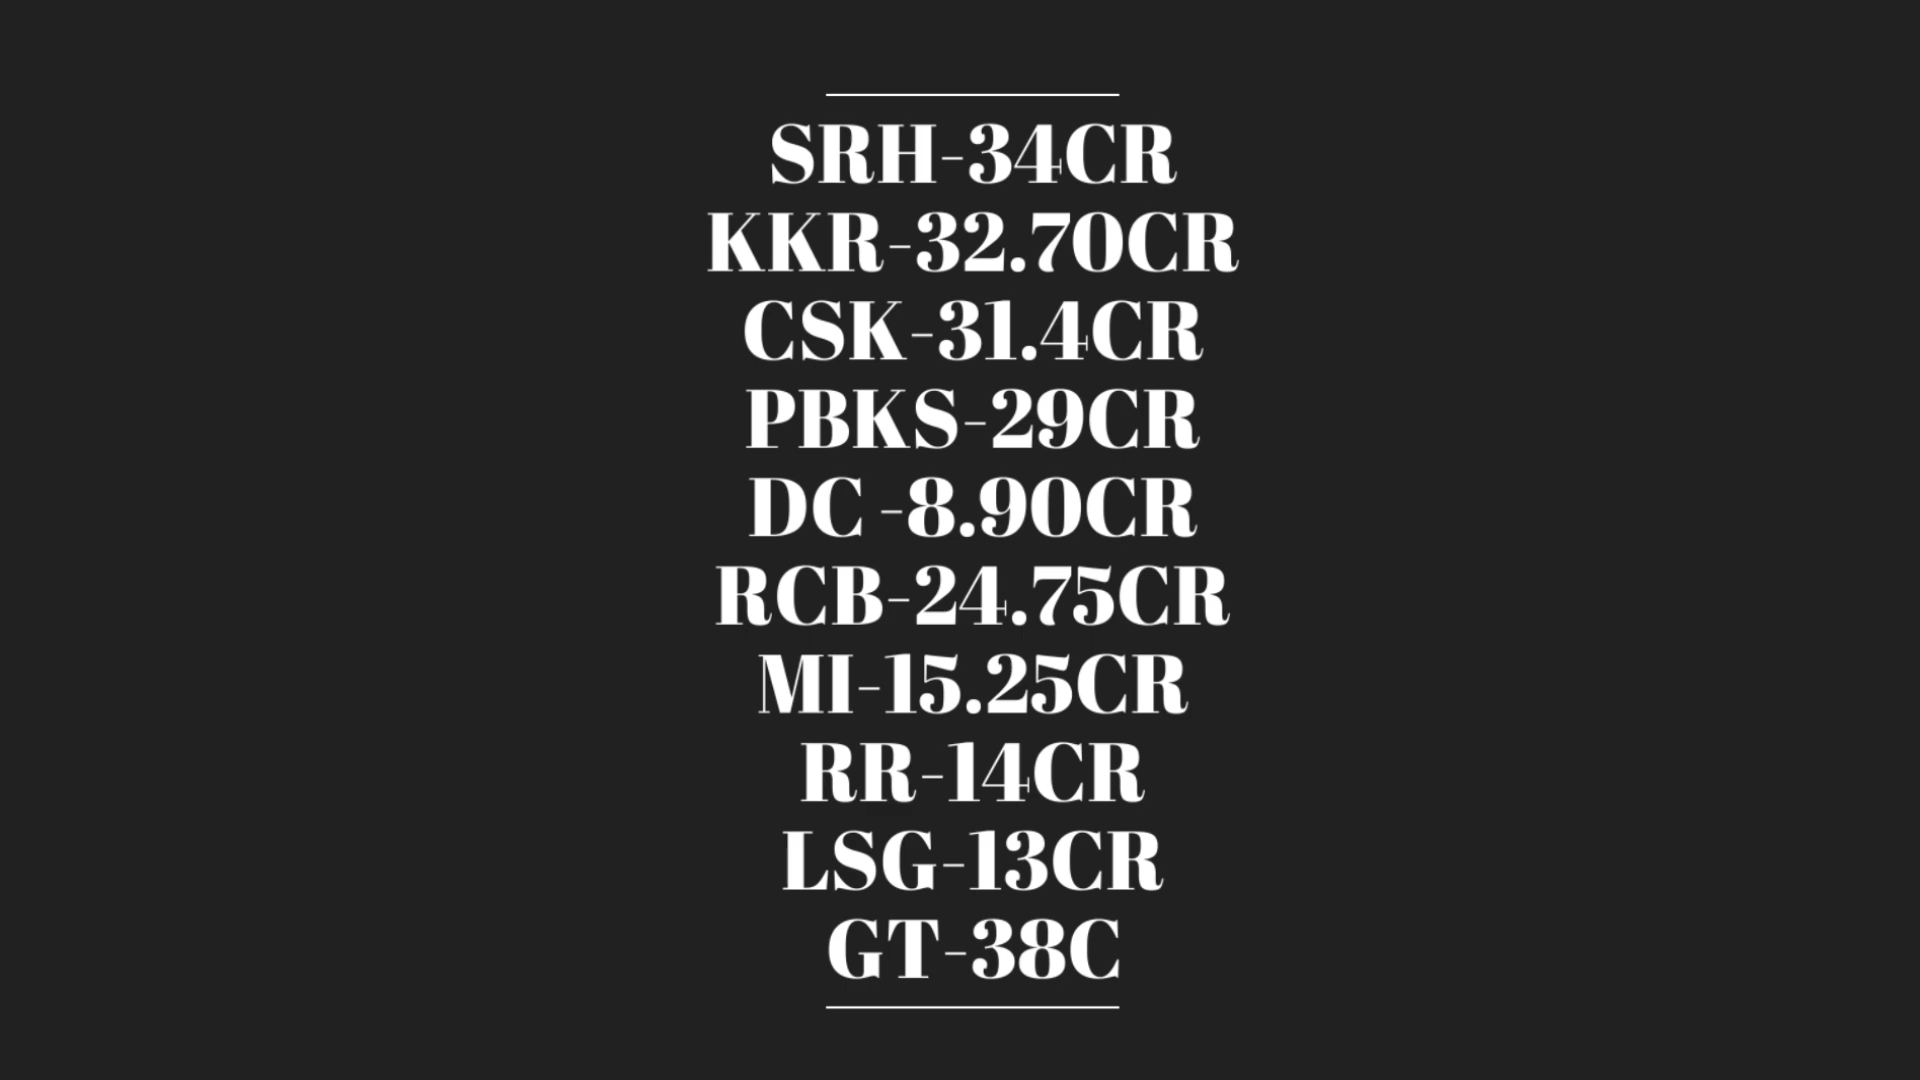 SRH-34CR
KKR-32.70CR
CSK-31.4CR
PBKS-29CR
DC -8.90CR
RCB-24.75CR
MI-15.25CR
RR-14CR
LSG-13CR
GT-38C